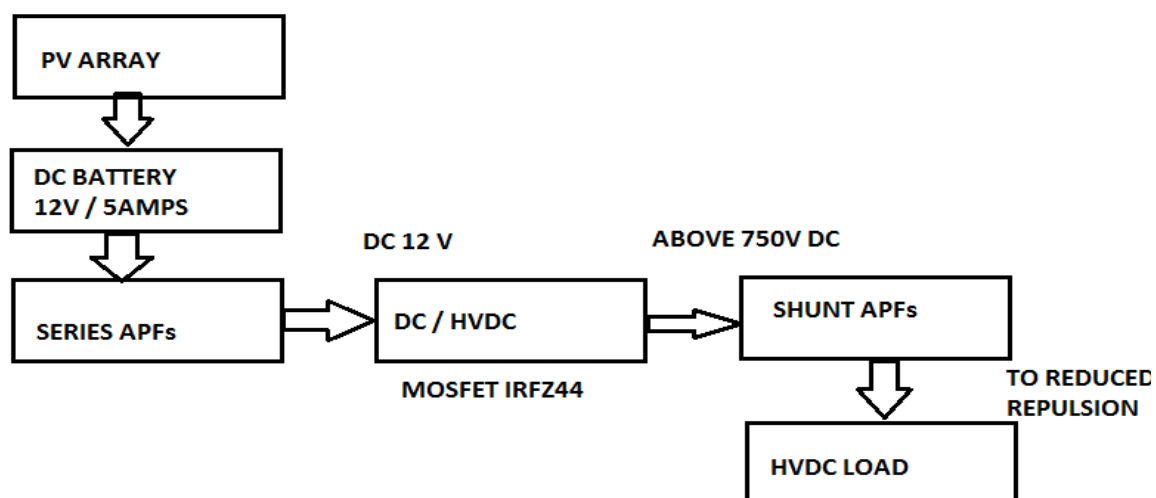 PV ARRAY
DC BATTERY
12V / 5AMPS
SERIES APFs
DC 12 V
DC / HVDC
MOSFET IRFZ44
ABOVE 750V DC
SHUNT APFs
TO REDUCED
REPULSION
HVDC LOAD